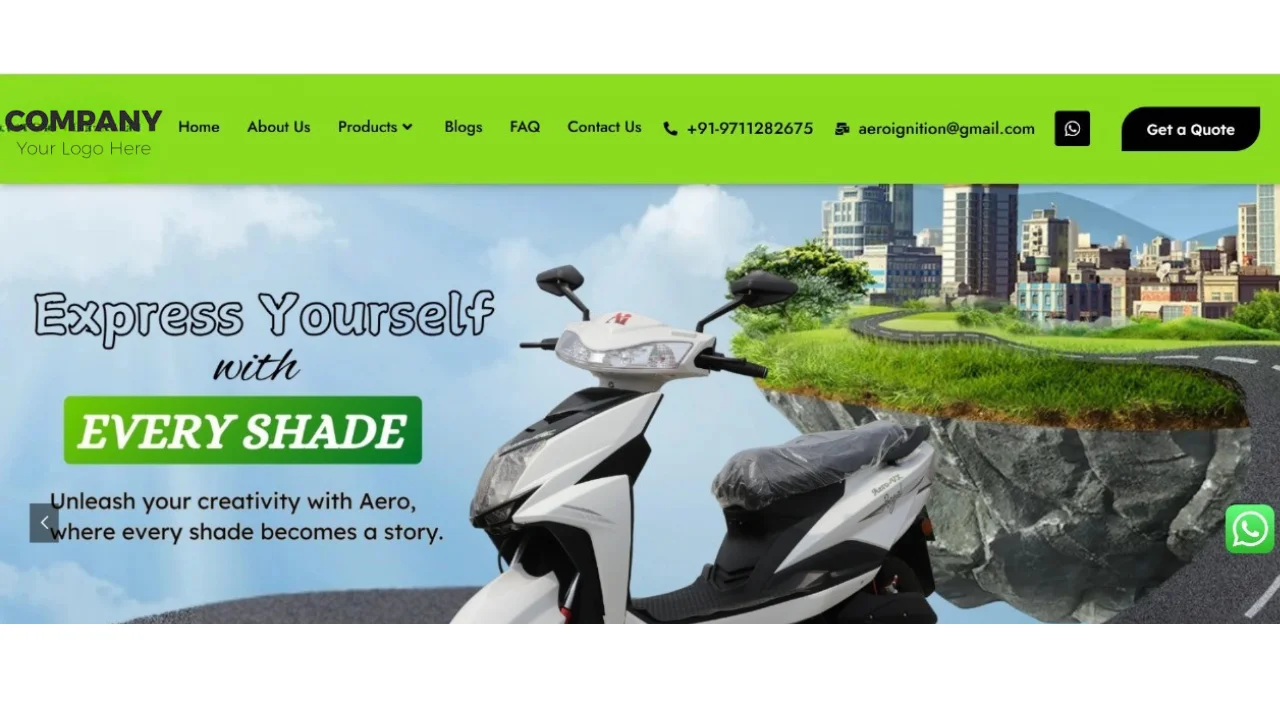 COMPANY
Your Logo Here
Home About Us Products Blogs FAQ Contact Us +91-9711282675 aeroignition@gmail.com Get a Quote
Express Yourself
with
EVERY SHADE
Unleash your creativity with Aero,
where every shade becomes a story.